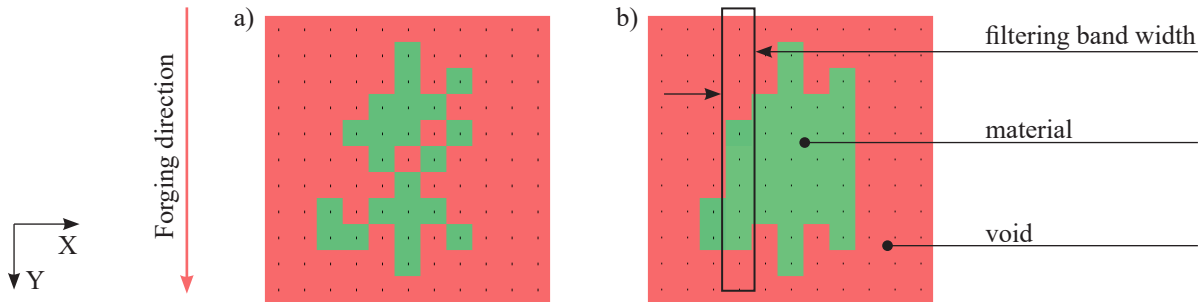 a)
b)
filtering band width
Forging direction
material
X
void
Y